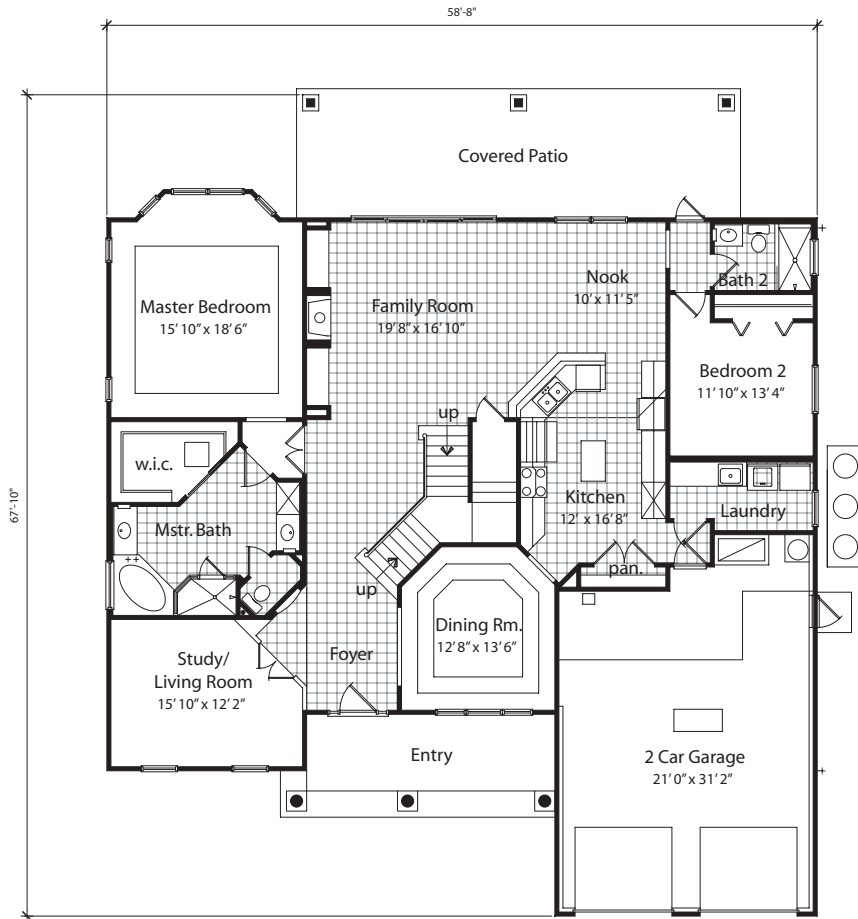 58'-8"
67'-10"
Covered Patio
Master Bedroom
15' 10" x 18' 6"
Family Room
19' 8" x 16' 10"
Nook
10' x 11' 5"
Bath 2
Bedroom 2
11' 10" x 13' 4"
up
w.i.c.
Mstr. Bath
Kitchen
12' x 16' 8"
Laundry
pan.
up
Dining Rm.
12' 8" x 13' 6"
Foyer
Study/
Living Room
15' 10" x 12' 2"
Entry
2 Car Garage
21' 0" x 31' 2"